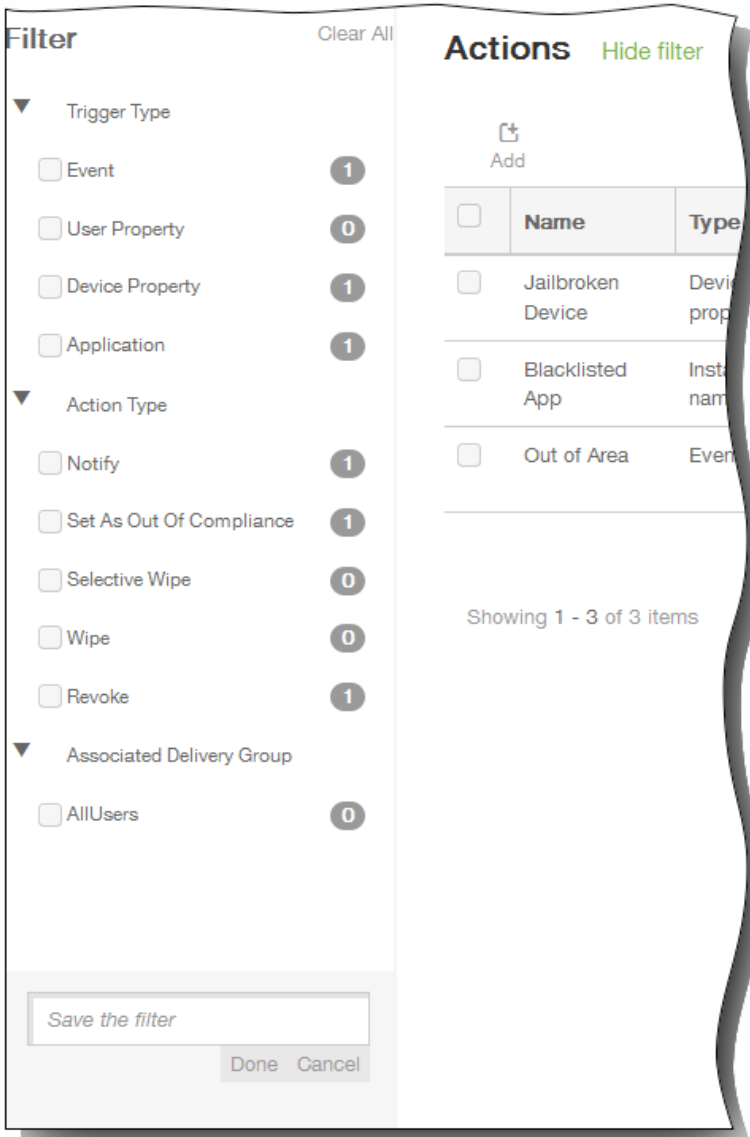 Filter
Clear All
Trigger Type
Event 1
User Property 0
Device Property 1
Application 1
Action Type
Notify 1
Set As Out Of Compliance 1
Selective Wipe 0
Wipe 0
Revoke 1
Associated Delivery Group
AllUsers 0
Save the filter
Done Cancel
Actions Hide filter
Add
Name Type
Jailbroken
Device
Blacklisted
App
Out of Area
Showing 1 - 3 of 3 items